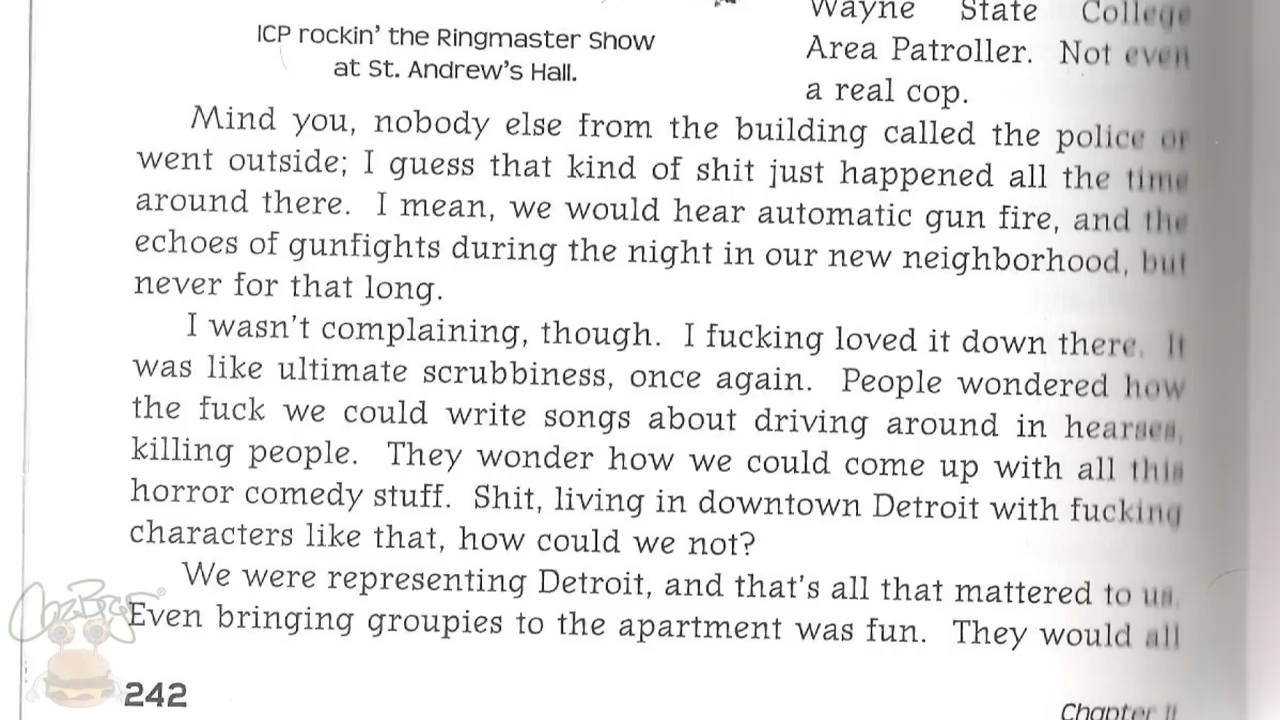 Wayne State College
ICP rockin' the Ringmaster Show
at St. Andrew's Hall.
Area Patroller. Not even
a real cop.
Mind you, nobody else from the building called the police or
went outside; I guess that kind of shit just happened all the time
around there. I mean, we would hear automatic gun fire, and the
echoes of gunfights during the night in our new neighborhood, but
never for that long.
I wasn't complaining, though. I fucking loved it down there. It
was like ultimate scrubbiness, once again. People wondered how
the fuck we could write songs about driving around in hearses,
killing people. They wonder how we could come up with all this
horror comedy stuff. Shit, living in downtown Detroit with fucking
characters like that, how could we not?
We were representing Detroit, and that's all that mattered to us.
Even bringing groupies to the apartment was fun. They would all
242
Chapter 11